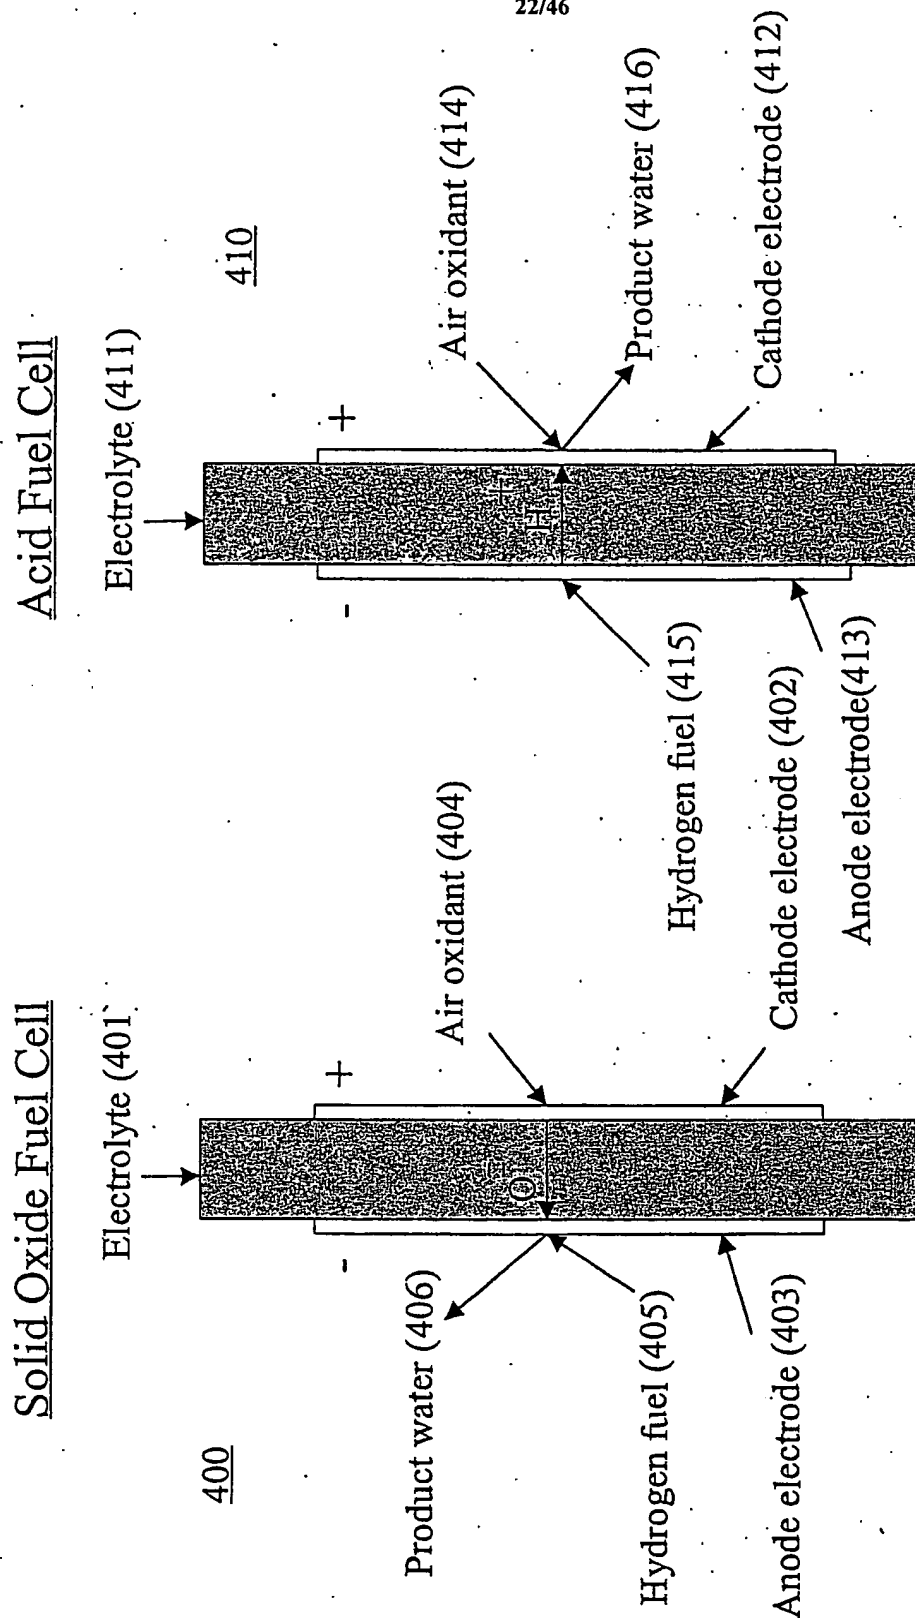 22/46
Solid Oxide Fuel Cell
Electrolyte (401)
400
-
+
Product water (406)
Air oxidant (404)
O=
Hydrogen fuel (405)
Anode electrode (403)
Cathode electrode (402)
Acid Fuel Cell
Electrolyte (411)
410
-
+
Air oxidant (414)
H+
Product water (416)
Hydrogen fuel (415)
Anode electrode(413)
Cathode electrode (412)